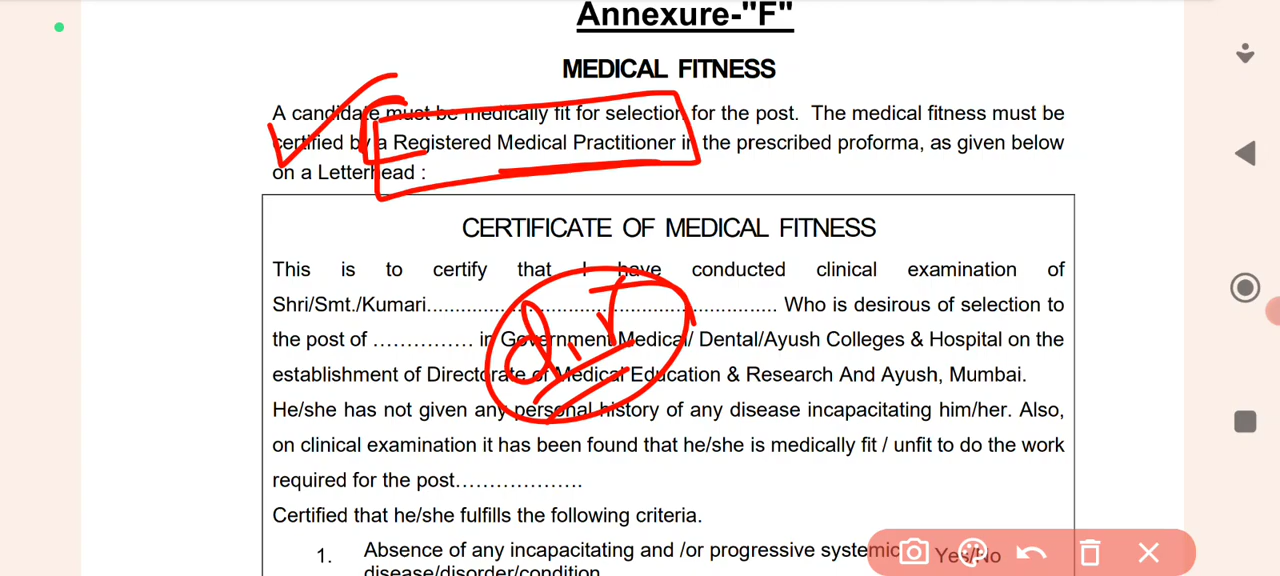 Annexure-"F"
MEDICAL FITNESS
A candidate must be medically fit for selection for the post. The medical fitness must be
certified by a Registered Medical Practitioner in the prescribed proforma, as given below
on a Letterhead :
CERTIFICATE OF MEDICAL FITNESS
This is to certify that I have conducted clinical examination of
Shri/Smt./Kumari.................................................................. Who is desirous of selection to
the post of …………… in Government Medical/ Dental/Ayush Colleges & Hospital on the
establishment of Directorate of Medical Education & Research And Ayush, Mumbai.
He/she has not given any personal history of any disease incapacitating him/her. Also,
on clinical examination it has been found that he/she is medically fit / unfit to do the work
required for the post……………….
Certified that he/she fulfills the following criteria.
1. Absence of any incapacitating and /or progressive systemic Yes/No
disease/disorder/condition